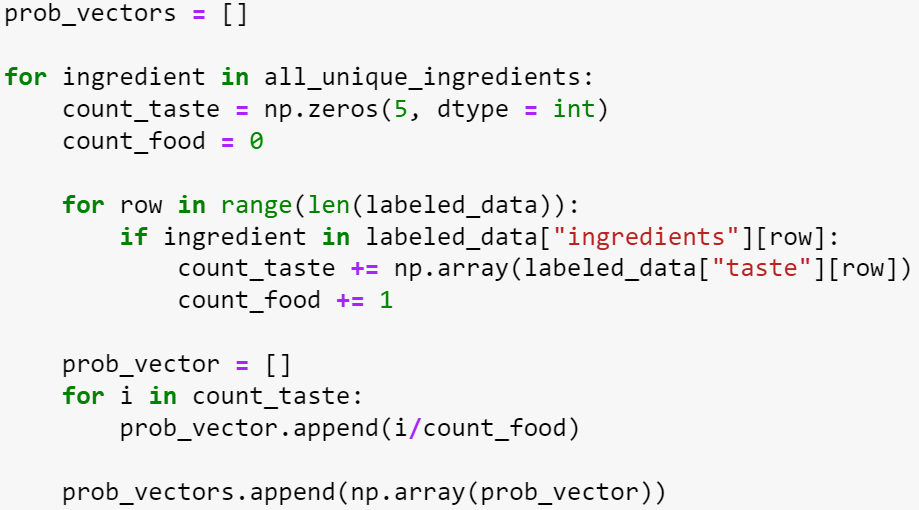 prob_vectors = []
for ingredient in all_unique_ingredients:
    count_taste = np.zeros(5, dtype = int)
    count_food = 0
    for row in range(len(labeled_data)):
        if ingredient in labeled_data["ingredients"][row]:
            count_taste += np.array(labeled_data["taste"][row])
            count_food += 1
    prob_vector = []
    for i in count_taste:
        prob_vector.append(i/count_food)
    prob_vectors.append(np.array(prob_vector))